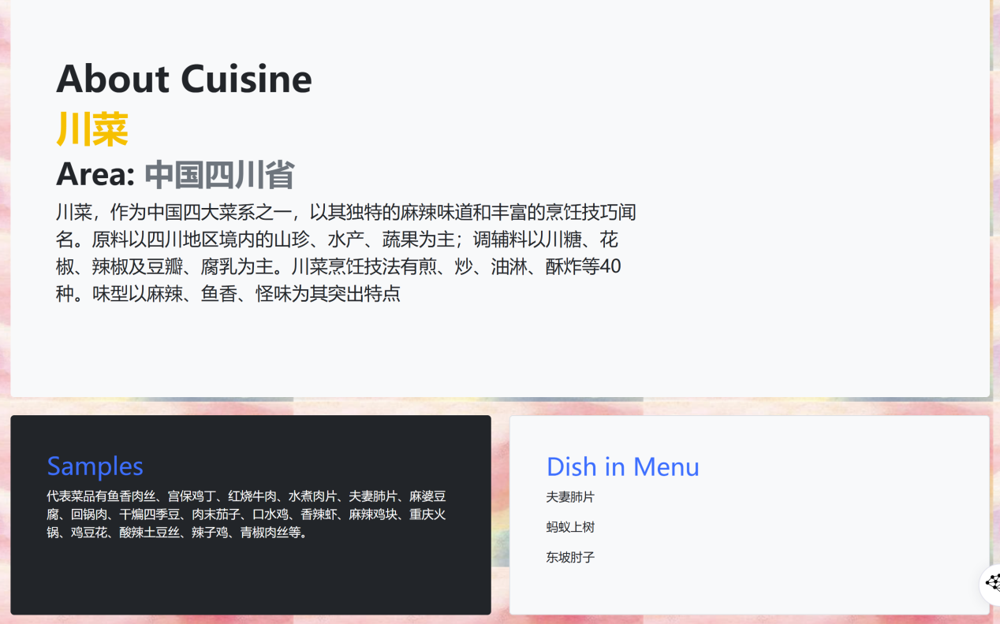 About Cuisine
川菜
Area: 中国四川省
川菜，作为中国四大菜系之一，以其独特的麻辣味道和丰富的烹饪技巧闻
名。原料以四川地区境内的山珍、水产、蔬果为主；调辅料以川糖、花
椒、辣椒及豆瓣、腐乳为主。川菜烹饪技法有煎、炒、油淋、酥炸等40
种。味型以麻辣、鱼香、怪味为其突出特点
Samples
代表菜品有鱼香肉丝、宫保鸡丁、红烧牛肉、水煮肉片、夫妻肺片、麻婆豆
腐、回锅肉、干煸四季豆、肉末茄子、口水鸡、香辣虾、麻辣鸡块、重庆火
锅、鸡豆花、酸辣土豆丝、辣子鸡、青椒肉丝等。
Dish in Menu
夫妻肺片
蚂蚁上树
东坡肘子